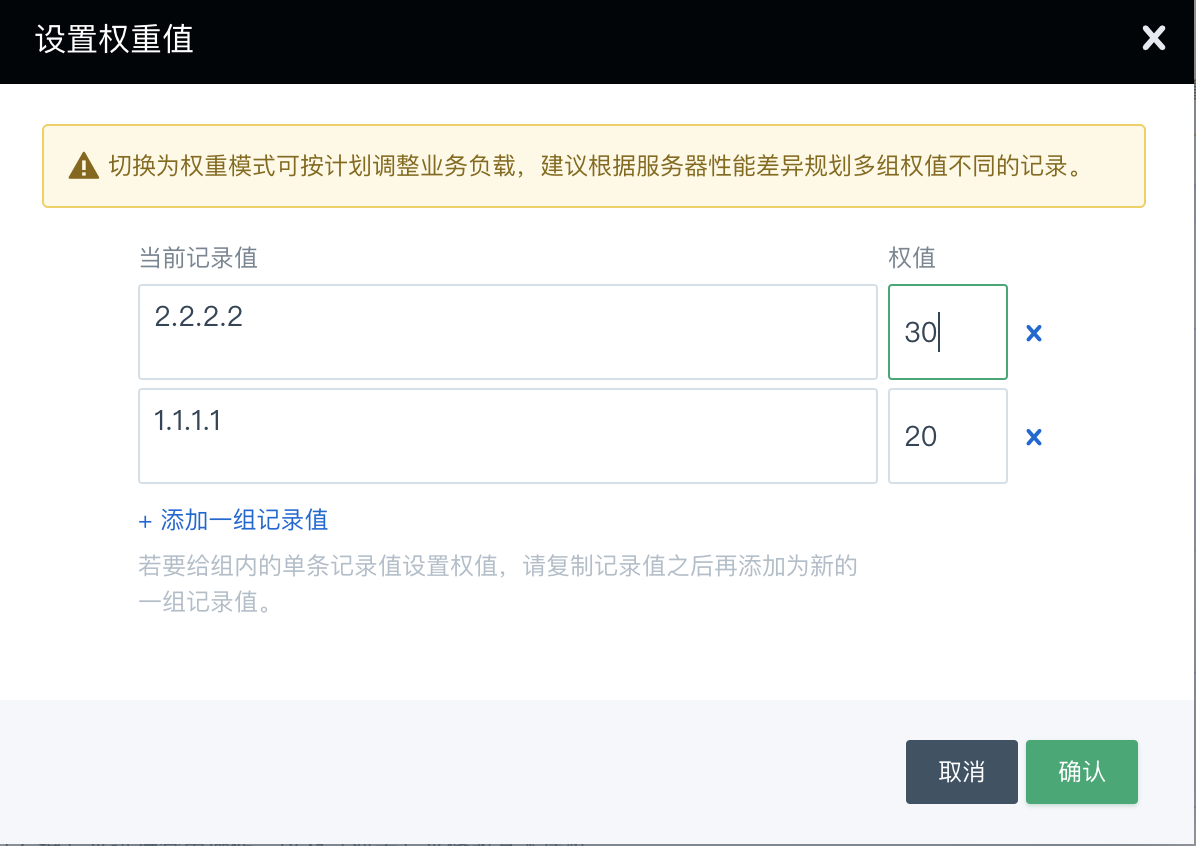 设置权重值
切换为权重模式可按计划调整业务负载，建议根据服务器性能差异规划多组权值不同的记录。
当前记录值 权值
2.2.2.2 30
1.1.1.1 20
+ 添加一组记录值
若要给组内的单条记录值设置权值，请复制记录值之后再添加为新的
一组记录值。
取消 确认